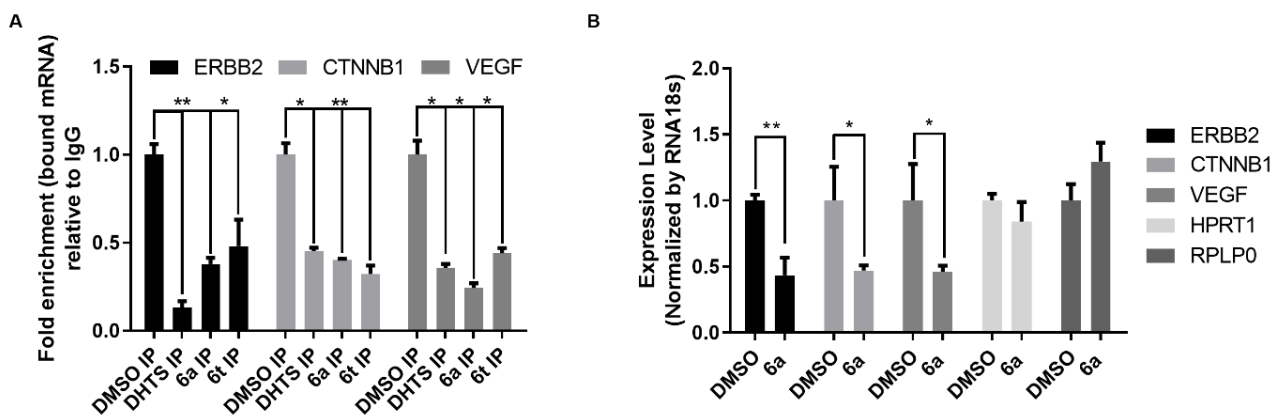 A
Fold enrichment (bound mRNA)
relative to IgG
1.5
1.0
0.5
0.0
ERBB2 CTNNB1 VEGF
** * * ** * * *
DMSO IP DHTS IP 6a IP 6t IP DMSO IP DHTS IP 6a IP 6t IP DMSO IP DHTS IP 6a IP 6t IP
B
Expression Level
(Normalized by RNA18s)
2.0
1.5
1.0
0.5
0.0
** * *
DMSO 6a DMSO 6a DMSO 6a DMSO 6a DMSO 6a
ERBB2
CTNNB1
VEGF
HPRT1
RPLP0